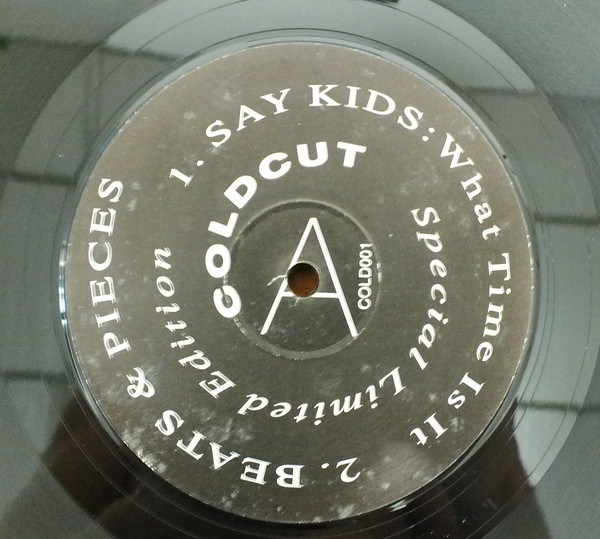 1. SAY KIDS: What Time Is It
2. BEATS & PIECES
COLDCUT
Special Limited Edition
A
COLD001